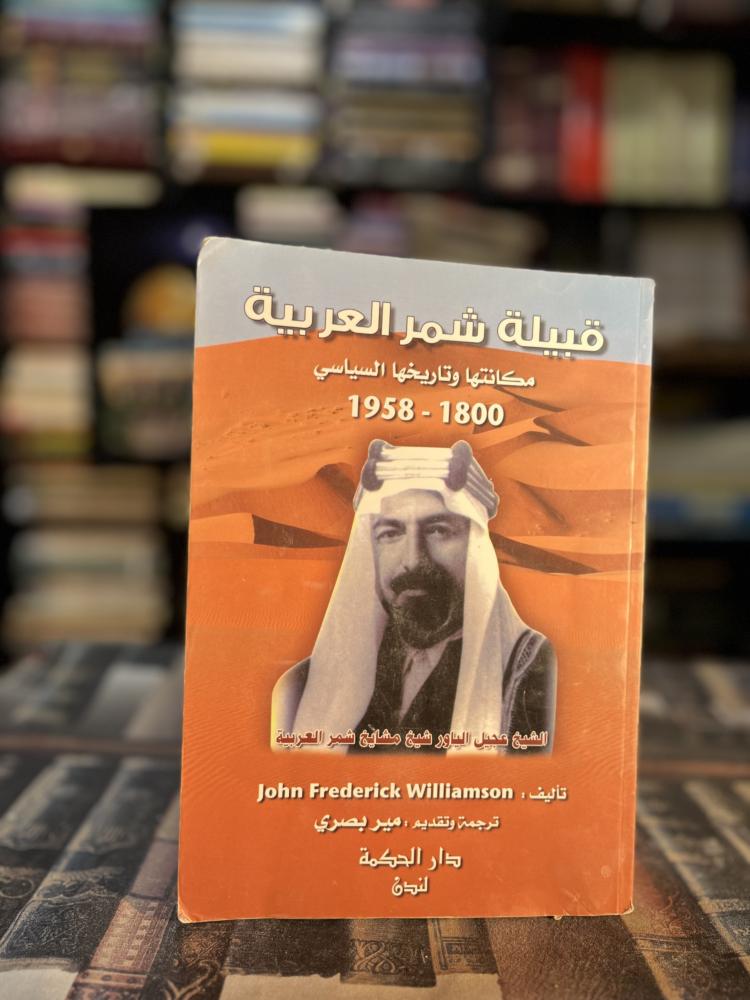 قبيلة شمر العربية
مكانتها وتاريخها السياسي
1800 - 1958
الشيخ عجيل الياور شيخ مشايخ شمر العربية
تأليف : John Frederick Williamson
ترجمة وتقديم : مير بصري
دار الحكمة
لندن